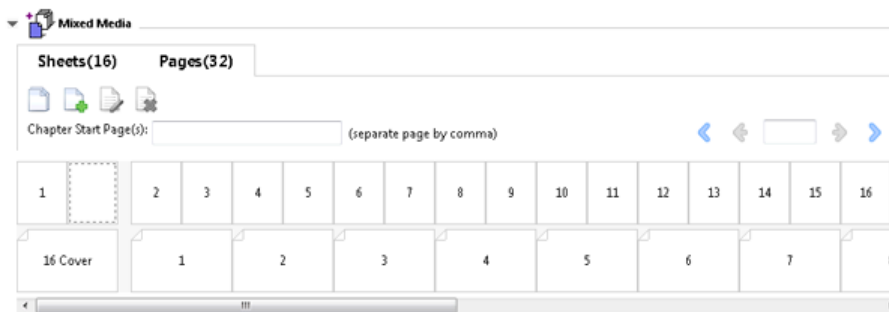 Mixed Media
Sheets(16) Pages(32)
Chapter Start Page(s): (separate page by comma)
1 2 3 4 5 6 7 8 9 10 11 12 13 14 15 16
16 Cover 1 2 3 4 5 6 7